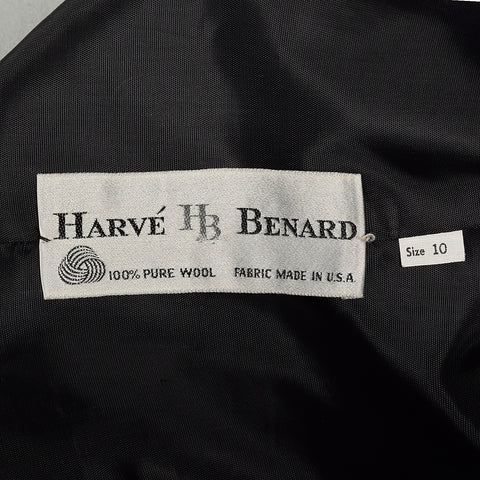 HARVÉ HB BENARD
100% PURE WOOL FABRIC MADE IN U.S.A.
Size 10